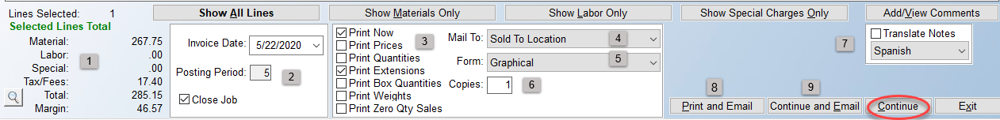 Lines Selected: 1
Selected Lines Total
Material: 267.75
Labor: .00
Special: .00
Tax/Fees: 17.40
Total: 285.15
Margin: 46.57
1
Show All Lines
Invoice Date: 5/22/2020
Posting Period: 5
2
Close Job
Show Materials Only
Show Labor Only
Show Special Charges Only
Add/View Comments
Print Now
Print Prices
Print Quantities
Print Extensions
Print Box Quantities
Print Weights
Print Zero Qty Sales
3
Mail To: Sold To Location 4
Form: Graphical 5
Copies: 1 6
7
Translate Notes
Spanish
8
9
Print and Email
Continue and Email
Continue
Exit